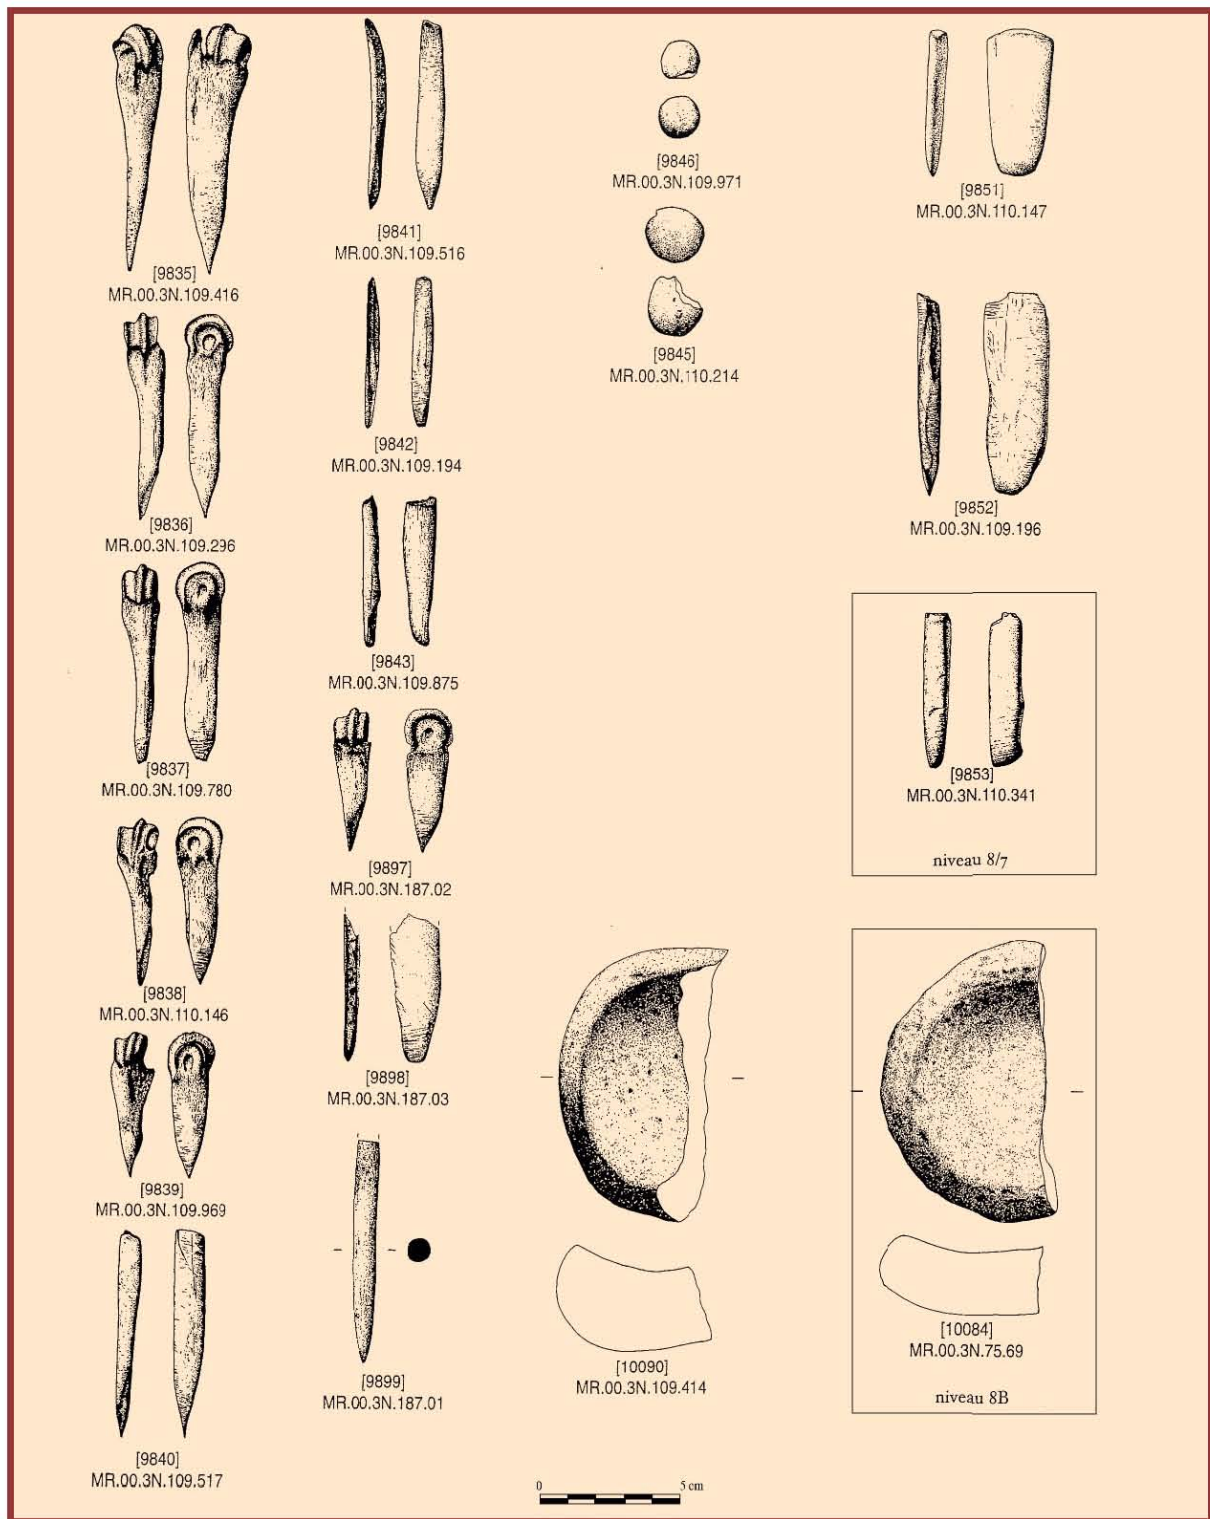 [9835]
MR.00.3N.109.416
[9836]
MR.00.3N.109.296
[9837]
MR.00.3N.109.780
[9838]
MR.00.3N.110.146
[9839]
MR.00.3N.109.969
[9840]
MR.00.3N.109.517
[9841]
MR.00.3N.109.516
[9842]
MR.00.3N.109.194
[9843]
MR.00.3N.109.875
[9897]
MR.00.3N.187.02
[9898]
MR.00.3N.187.03
[9899]
MR.00.3N.187.01
[9846]
MR.00.3N.109.971
[9845]
MR.00.3N.110.214
[10090]
MR.00.3N.109.414
[9851]
MR.00.3N.110.147
[9852]
MR.00.3N.109.196
[9853]
MR.00.3N.110.341
niveau 8/7
[10084]
MR.00.3N.75.69
niveau 8B
0 5 cm